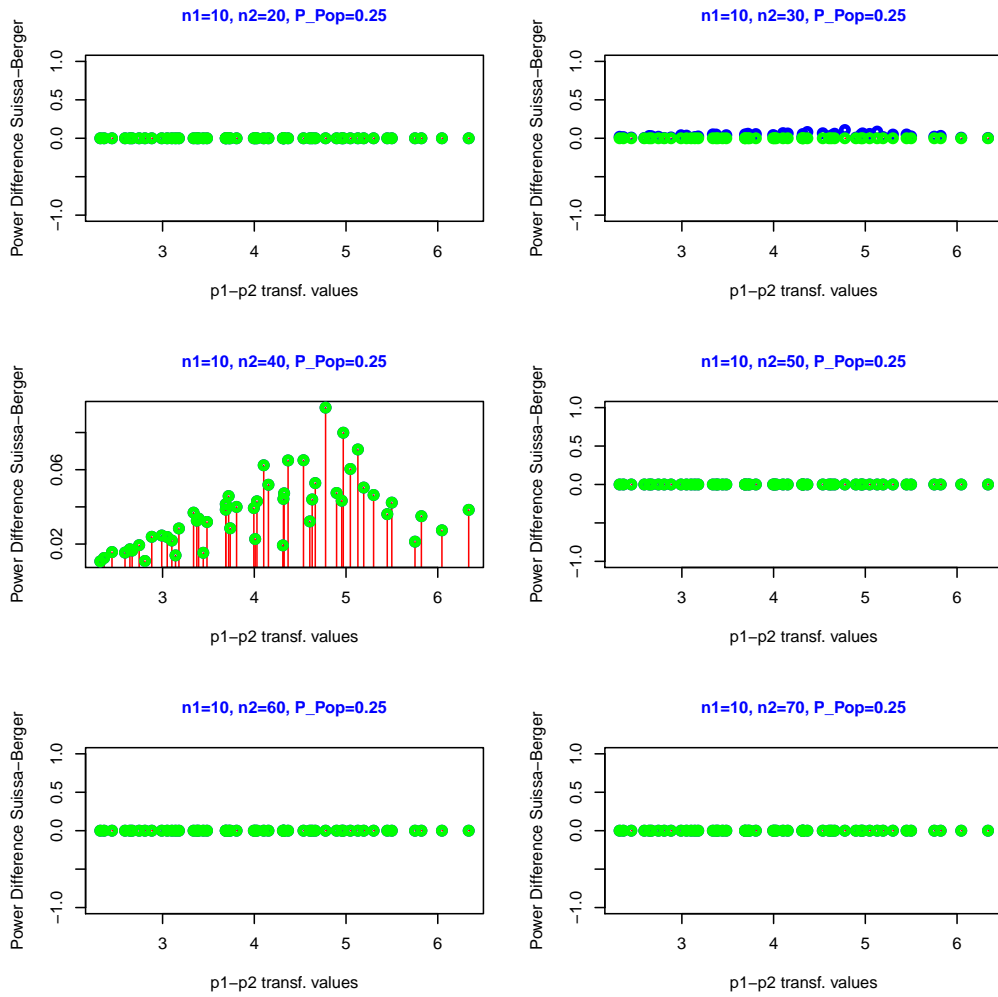 n1=10, n2=20, P_Pop=0.25
Power Difference Suissa−Berger
1.0
0.5
0.0
−1.0
3 4 5 6
p1−p2 transf. values
n1=10, n2=30, P_Pop=0.25
Power Difference Suissa−Berger
1.0
0.5
0.0
−1.0
3 4 5 6
p1−p2 transf. values
n1=10, n2=40, P_Pop=0.25
Power Difference Suissa−Berger
0.06
0.02
3 4 5 6
p1−p2 transf. values
n1=10, n2=50, P_Pop=0.25
Power Difference Suissa−Berger
1.0
0.5
0.0
−1.0
3 4 5 6
p1−p2 transf. values
n1=10, n2=60, P_Pop=0.25
Power Difference Suissa−Berger
1.0
0.5
0.0
−1.0
3 4 5 6
p1−p2 transf. values
n1=10, n2=70, P_Pop=0.25
Power Difference Suissa−Berger
1.0
0.5
0.0
−1.0
3 4 5 6
p1−p2 transf. values